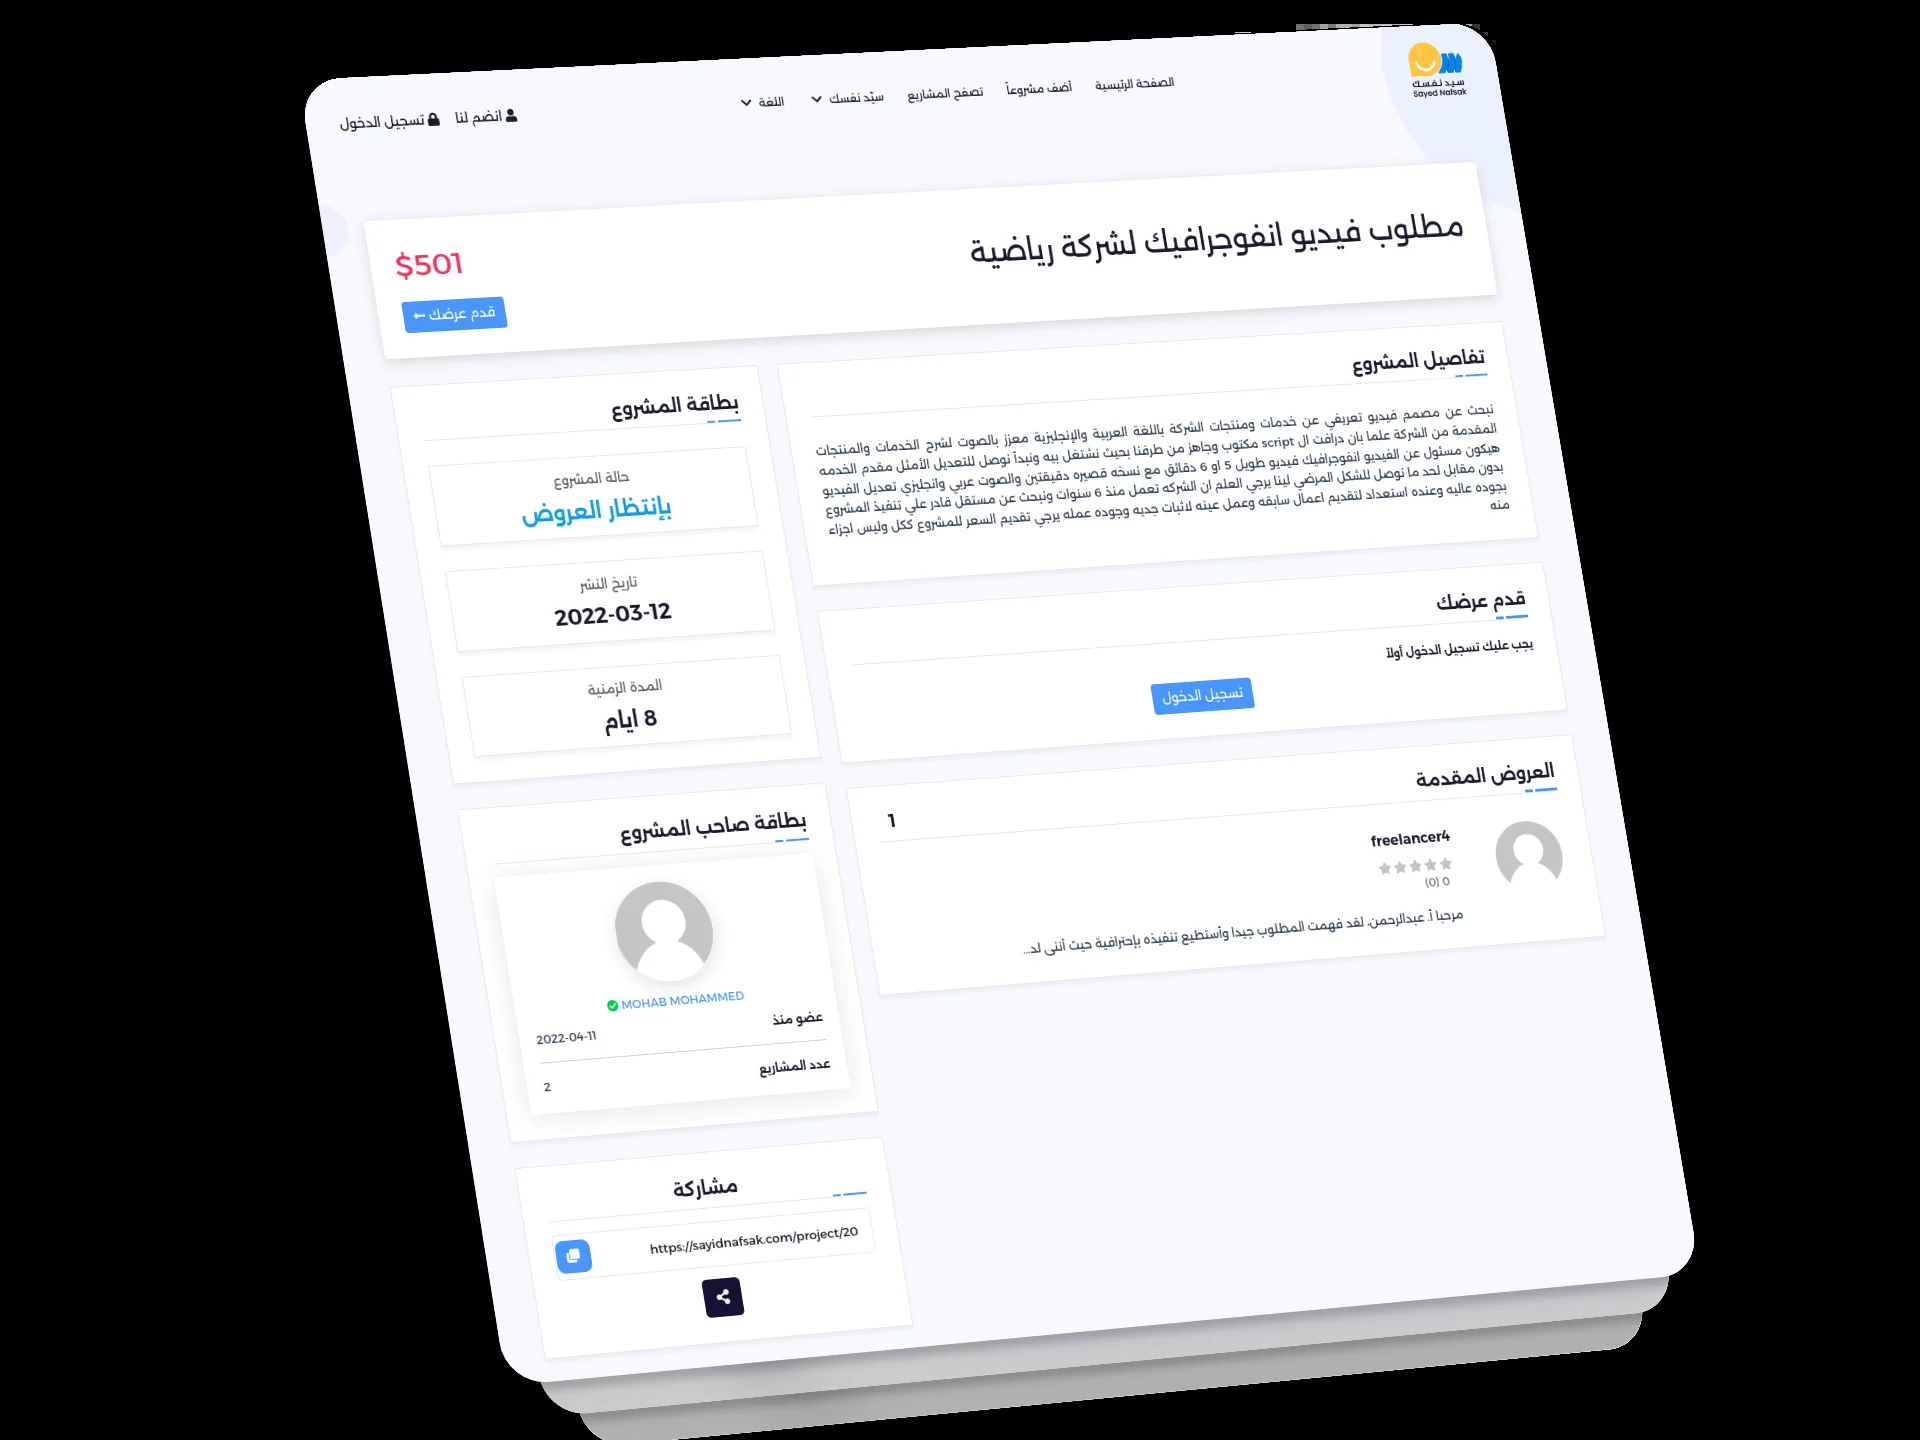 سيد نفسك
Sayed Nafsak
الصفحة الرئيسية
أضف مشروعاً
تصفح المشاريع
سيّد نفسك
اللغة
انضم لنا
تسجيل الدخول
مطلوب فيديو انفوجرافيك لشركة رياضية
$501
قدم عرضك
تفاصيل المشروع
نبحث عن مصمم فيديو تعريفي عن خدمات ومنتجات الشركة باللغة العربية والإنجليزية معزز بالصوت لشرح الخدمات والمنتجات
المقدمة من الشركة علما بان درافت ال script مكتوب وجاهز من طرفنا بحيث نشتغل بيه ونبدأ نوصل للتعديل الأمثل مقدم الخدمه
هيكون مسئول عن الفيديو انفوجرافيك فيديو طويل 5 او 6 دقائق مع نسخه قصيره دقيقتين والصوت عربي وانجليزي تعديل الفيديو
بدون مقابل لحد ما نوصل للشكل المرضي لينا يرجي العلم ان الشركه تعمل منذ 6 سنوات ونبحث عن مستقل قادر علي تنفيذ المشروع
بجوده عاليه وعنده استعداد لتقديم اعمال سابقه وعمل عينه لاثبات جديه وجوده عمله يرجي تقديم السعر للمشروع ككل وليس اجزاء
منه
قدم عرضك
يجب عليك تسجيل الدخول أولاً
تسجيل الدخول
العروض المقدمة
1
freelancer4
0 (0)
مرحبا أ. عبدالرحمن، لقد فهمت المطلوب جيدا وأستطيع تنفيذه بإحترافية حيث أننى لد...
بطاقة المشروع
حالة المشروع
بإنتظار العروض
تاريخ النشر
2022-03-12
المدة الزمنية
8 ايام
بطاقة صاحب المشروع
MOHAB MOHAMMED
عضو منذ
2022-04-11
عدد المشاريع
2
مشاركة
https://sayidnafsak.com/project/20